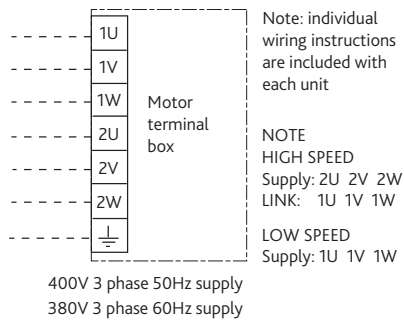 1U
1V
1W
2U
2V
2W
Motor
terminal
box
Note: individual
wiring instructions
are included with
each unit
NOTE
HIGH SPEED
Supply: 2U 2V 2W
LINK: 1U 1V 1W
LOW SPEED
Supply: 1U 1V 1W
400V 3 phase 50Hz supply
380V 3 phase 60Hz supply